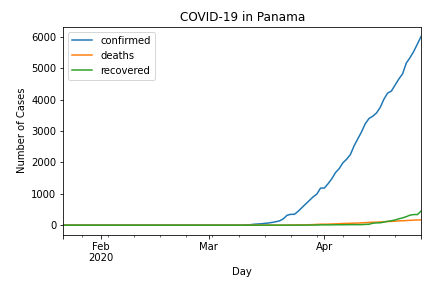 COVID-19 in Panama
confirmed
deaths
recovered
Number of Cases
6000
5000
4000
3000
2000
1000
0
Feb
2020
Mar
Apr
Day